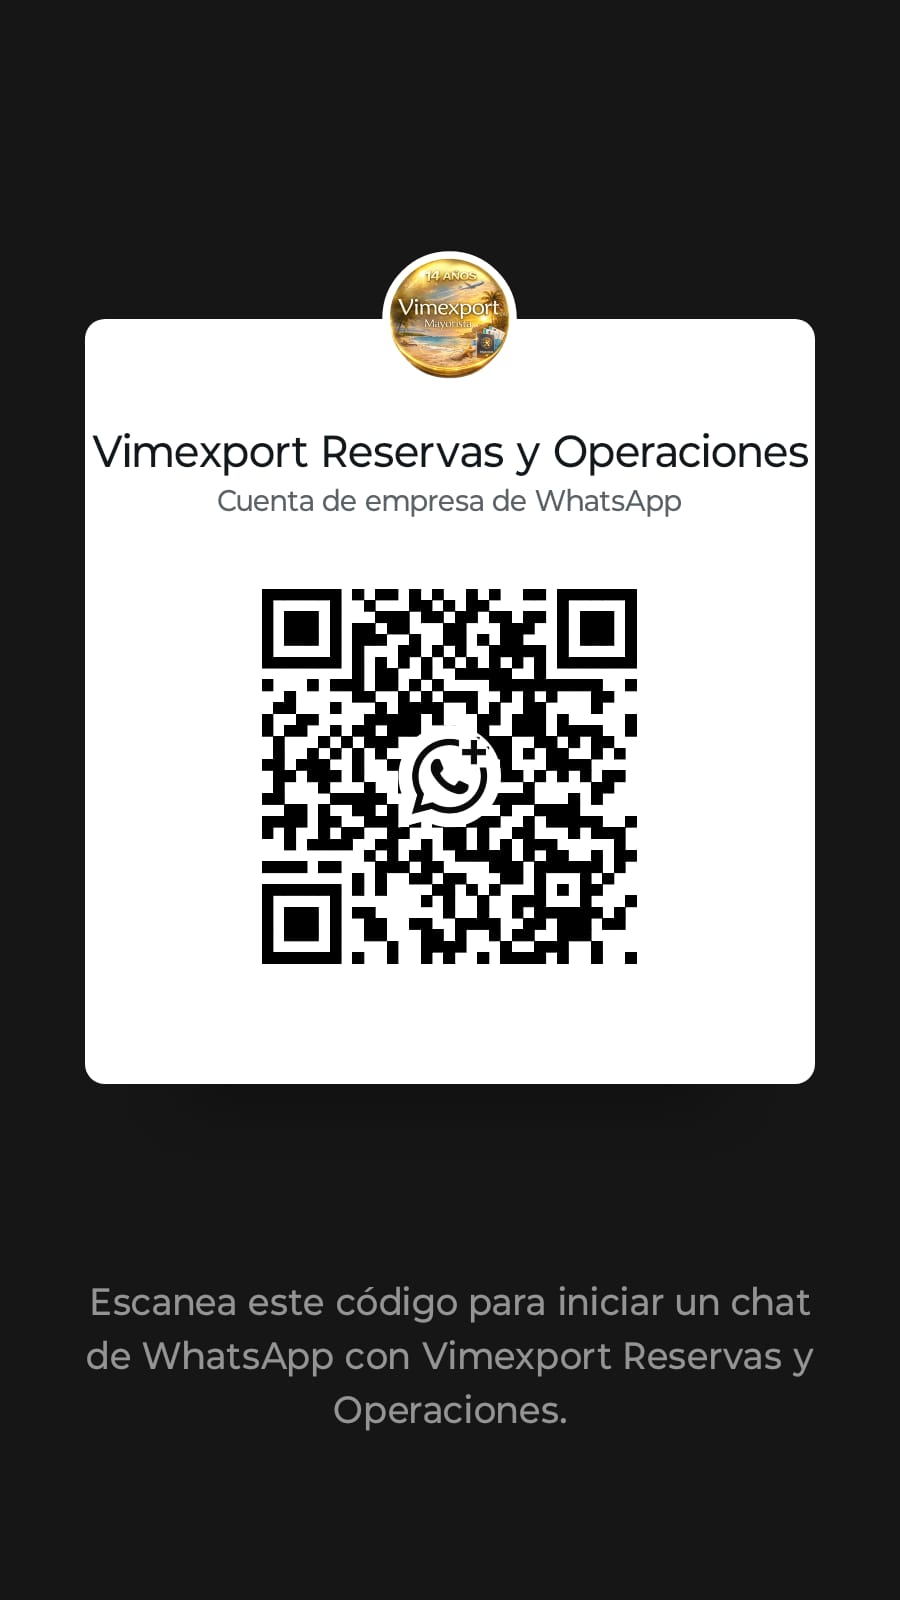 14 AÑOS
Vimexport
Mayorista
Vimexport Reservas y Operaciones
Cuenta de empresa de WhatsApp
Escanea este código para iniciar un chat
de WhatsApp con Vimexport Reservas y
Operaciones.